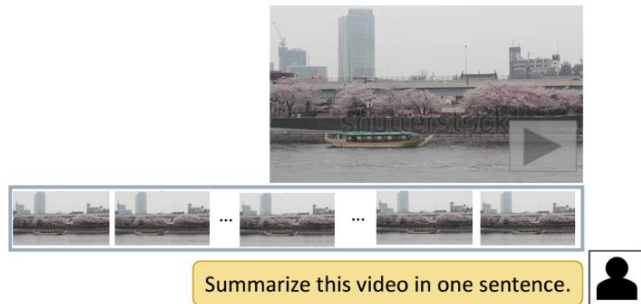 shutterstock
... ...
Summarize this video in one sentence.